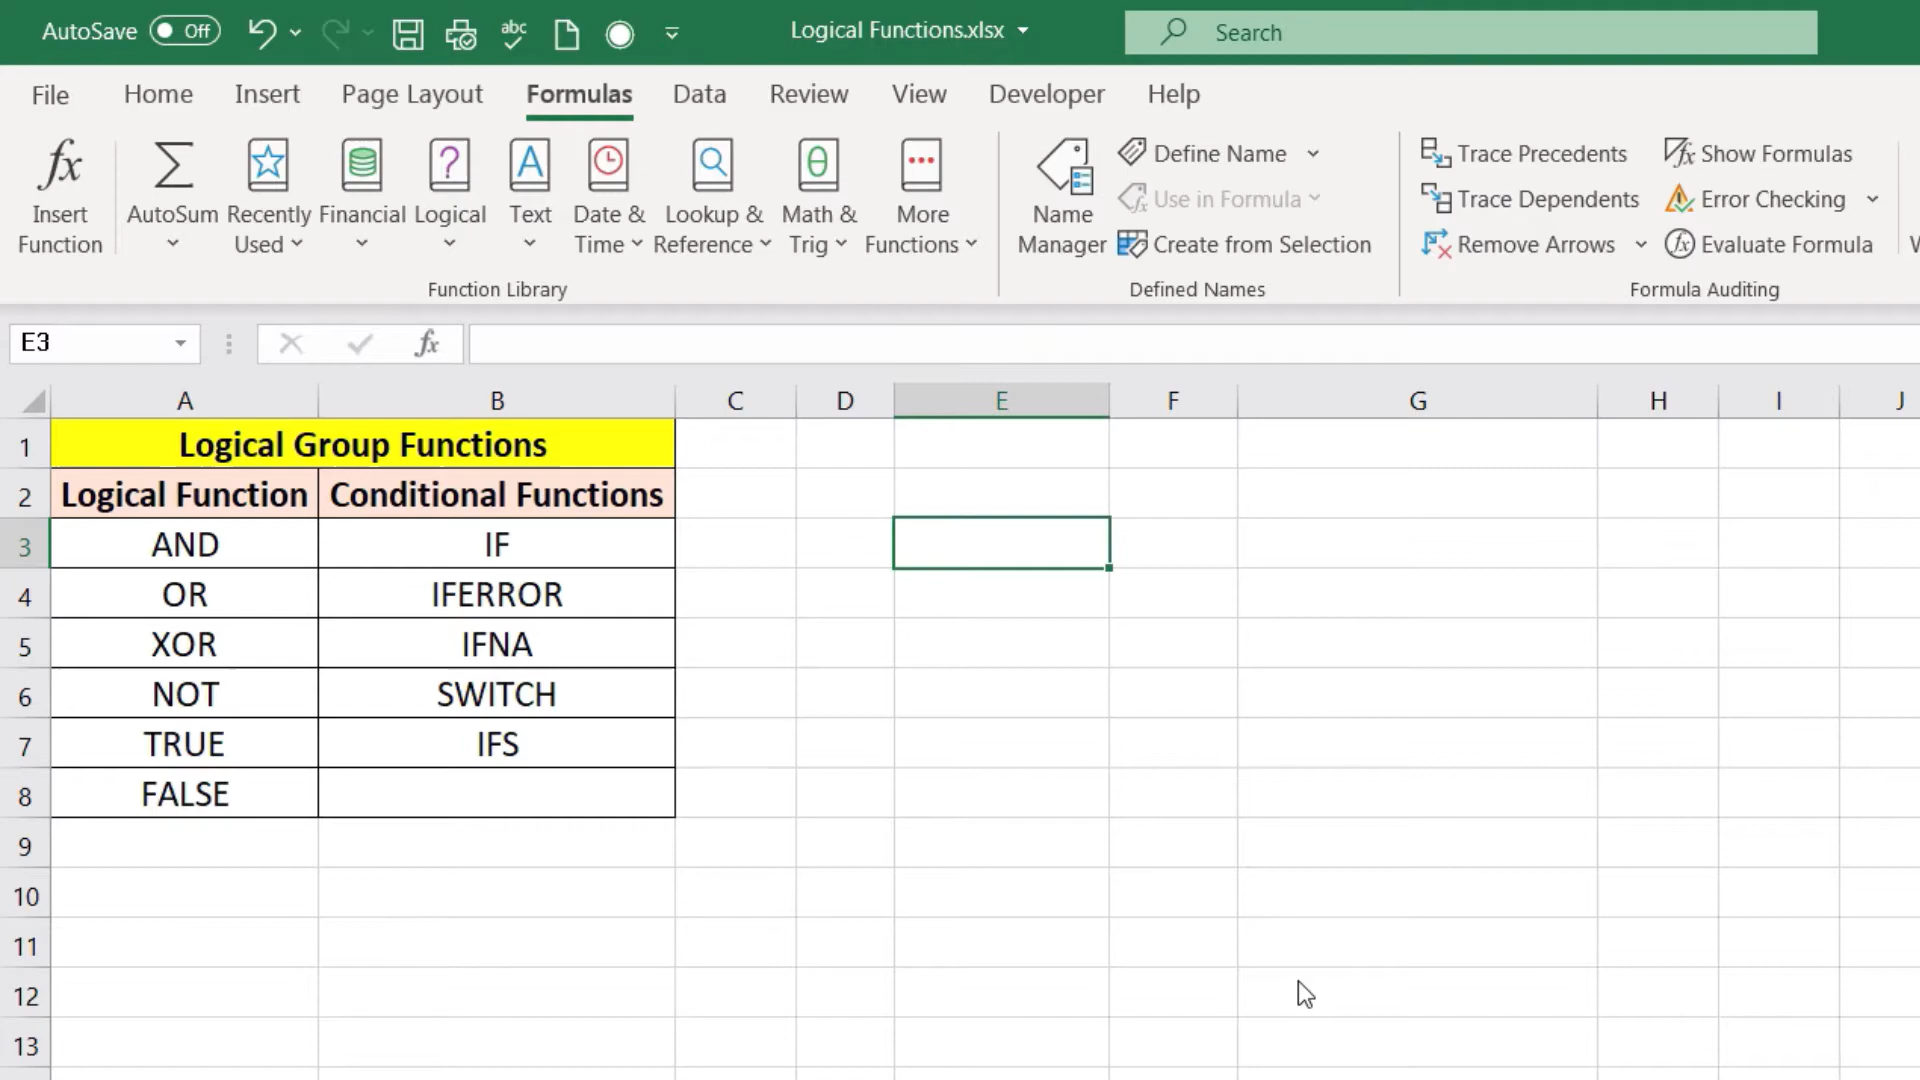 AutoSave Off Logical Functions.xlsx Search
File Home Insert Page Layout Formulas Data Review View Developer Help
Insert Function
AutoSum
Recently Used
Financial
Logical
Text
Date & Time
Lookup & Reference
Math & Trig
More Functions
Function Library
Name Manager
Define Name
Use in Formula
Create from Selection
Defined Names
Trace Precedents
Trace Dependents
Remove Arrows
Show Formulas
Error Checking
Evaluate Formula
Formula Auditing
E3 fx
A B C D E F G H I J
1 Logical Group Functions
2 Logical Function Conditional Functions
3 AND IF
4 OR IFERROR
5 XOR IFNA
6 NOT SWITCH
7 TRUE IFS
8 FALSE
9
10
11
12
13